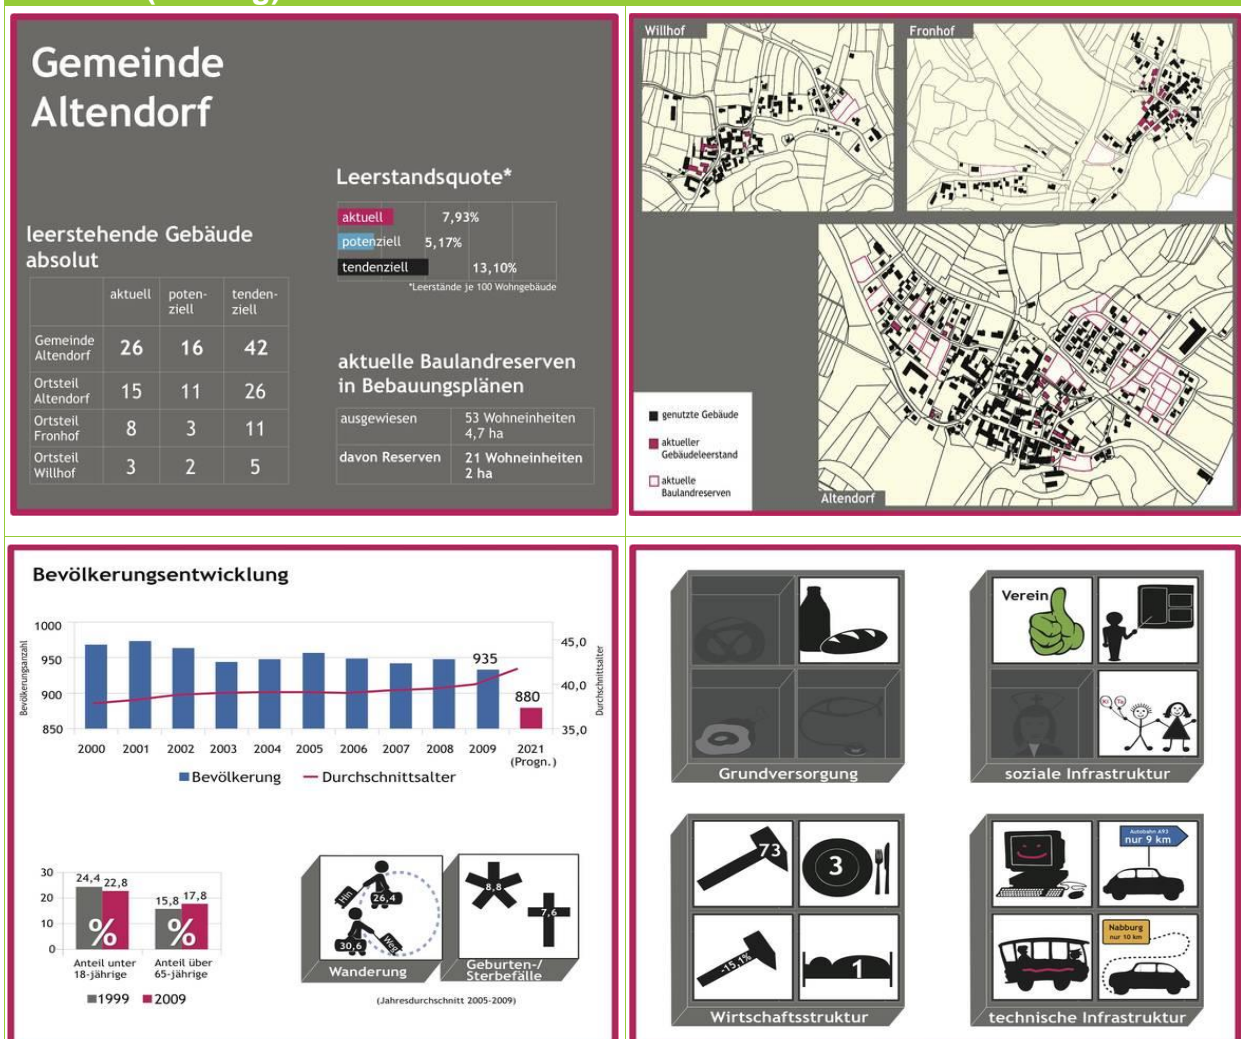 Gemeinde
Altendorf
leerstehende Gebäude
absolut
aktuell poten- tenden-
ziell ziell
Gemeinde
Altendorf 26 16 42
Ortsteil
Altendorf 15 11 26
Ortsteil
Fronhof 8 3 11
Ortsteil
Willhof 3 2 5
Leerstandsquote*
aktuell 7,93%
potenziell 5,17%
tendenziell 13,10%
*Leerstände je 100 Wohngebäude
aktuelle Baulandreserven
in Bebauungsplänen
ausgewiesen 53 Wohneinheiten
4,7 ha
davon Reserven 21 Wohneinheiten
2 ha
Willhof
Fronhof
genutzte Gebäude
aktueller
Gebäudeleerstand
aktuelle
Baulandreserven
Altendorf
Bevölkerungsentwicklung
Bevölkerungsanzahl
1000
950
900
850
935
880
45,0
40,0
35,0
Durchschnittsalter
2000 2001 2002 2003 2004 2005 2006 2007 2008 2009 2021
(Progn.)
Bevölkerung Durchschnittsalter
30
20
10
0
24,4 22,8
15,8 17,8
% %
Anteil unter
18-jährige
Anteil über
65-jährige
1999 2009
Hin
26,4
30,6
Weg
Wanderung
8,8
7,6
Geburten-/
Sterbefälle
(Jahresdurchschnitt 2005-2009)
Grundversorgung
Verein
Ki Ta
soziale Infrastruktur
73
3
-15,1%
1
Wirtschaftsstruktur
Autobahn A93
nur 9 km
Nabburg
nur 10 km
technische Infrastruktur